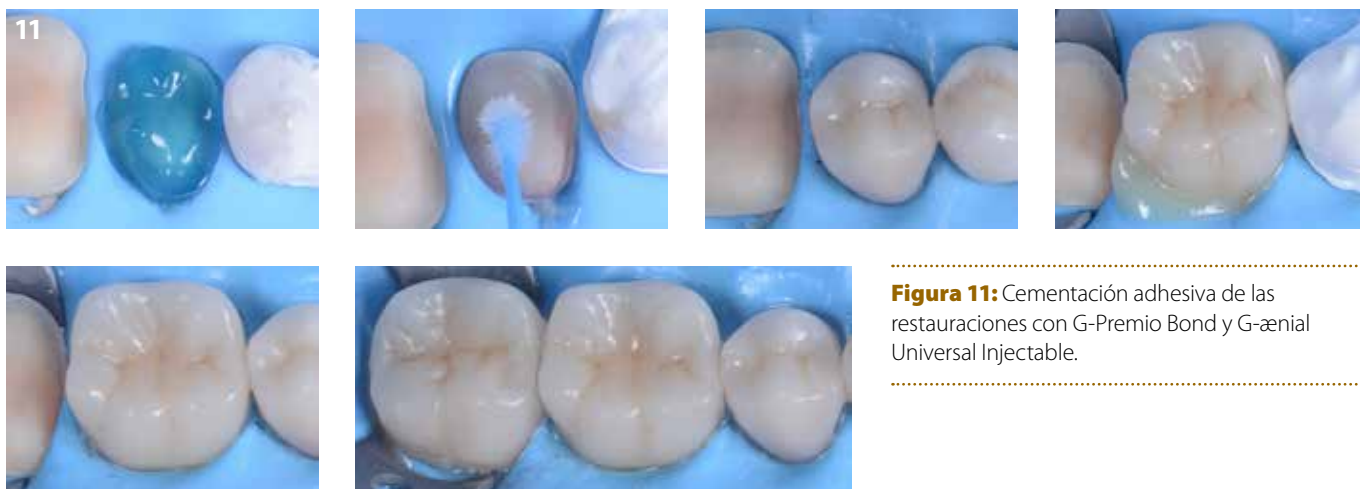 11
Figura 11: Cementación adhesiva de las
restauraciones con G-Premio Bond y G-ænial
Universal Injectable.